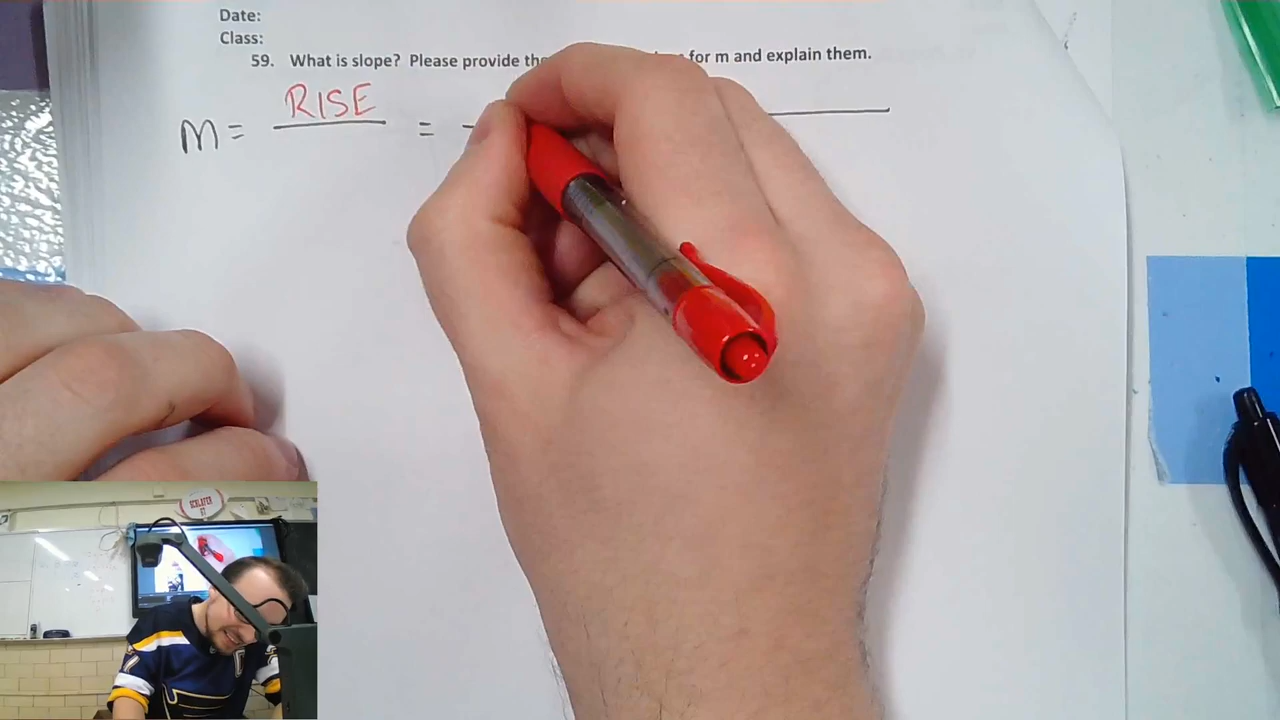 Date:
Class:
59. What is slope? Please provide the for m and explain them.
RISE
m = =